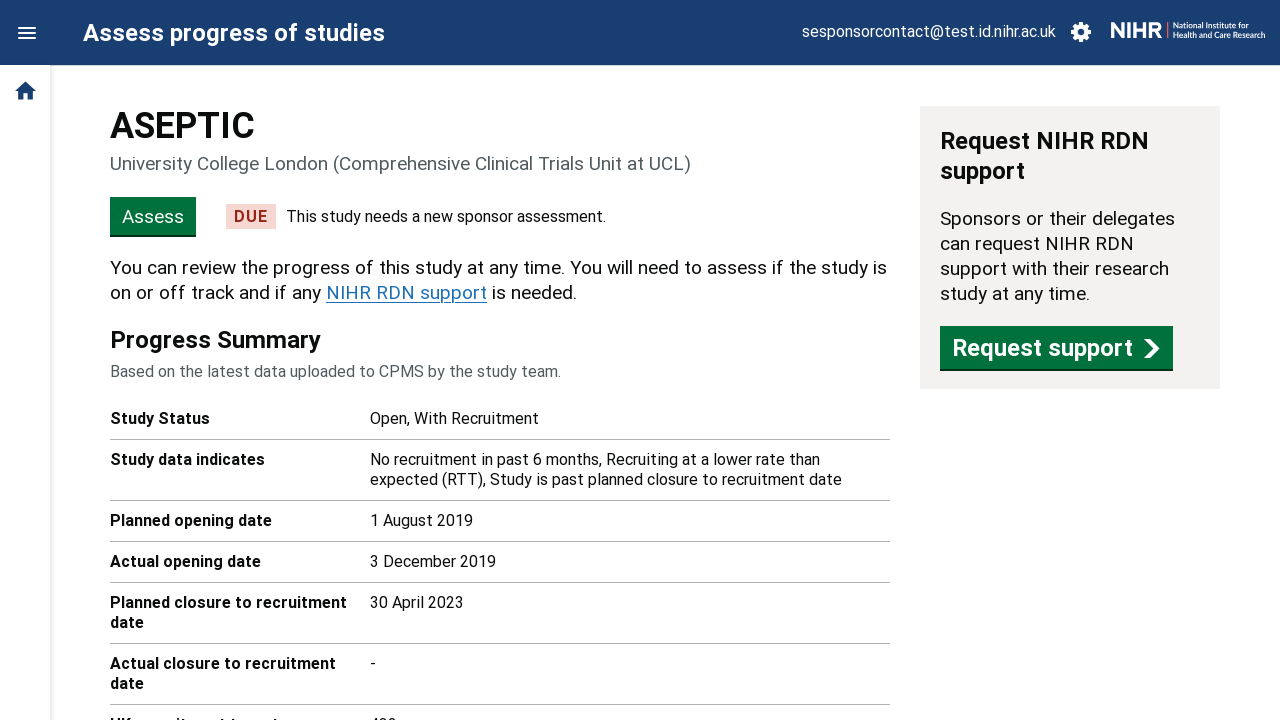 Assess progress of studies
sesponsorcontact@test.id.nihr.ac.uk
NIHR | National Institute for
Health and Care Research
ASEPTIC
University College London (Comprehensive Clinical Trials Unit at UCL)
Assess
DUE
This study needs a new sponsor assessment.
You can review the progress of this study at any time. You will need to assess if the study is
on or off track and if any NIHR RDN support is needed.
Progress Summary
Based on the latest data uploaded to CPMS by the study team.
Study Status
Open, With Recruitment
Study data indicates
No recruitment in past 6 months, Recruiting at a lower rate than
expected (RTT), Study is past planned closure to recruitment date
Planned opening date
1 August 2019
Actual opening date
3 December 2019
Planned closure to recruitment
date
30 April 2023
Actual closure to recruitment
date
-
Request NIHR RDN
support
Sponsors or their delegates
can request NIHR RDN
support with their research
study at any time.
Request support